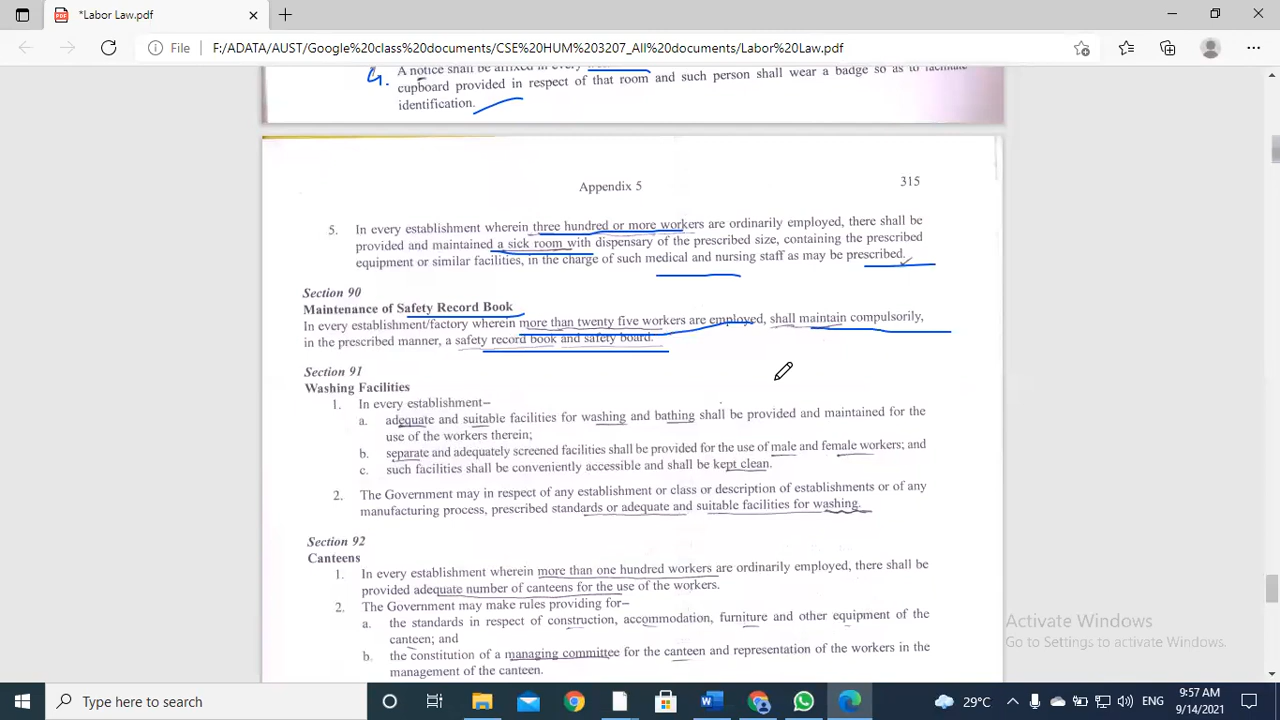 *Labor Law.pdf
File
F:/ADATA/AUST/Google%20class%20documents/CSE%20HUM%203207_All%20documents/Labor%20Law.pdf
4. A notice shall be affixed in every
cupboard provided in respect of that room and such person shall wear a badge so as to facilitate
identification.
Appendix 5
315
5. In every establishment wherein three hundred or more workers are ordinarily employed, there shall be
provided and maintained a sick room with dispensary of the prescribed size, containing the prescribed
equipment or similar facilities, in the charge of such medical and nursing staff as may be prescribed.
Section 90
Maintenance of Safety Record Book
In every establishment/factory wherein more than twenty five workers are employed, shall maintain compulsorily,
in the prescribed manner, a safety record book and safety board.
Section 91
Washing Facilities
1. In every establishment–
a. adequate and suitable facilities for washing and bathing shall be provided and maintained for the
use of the workers therein;
b. separate and adequately screened facilities shall be provided for the use of male and female workers; and
c. such facilities shall be conveniently accessible and shall be kept clean.
2. The Government may in respect of any establishment or class or description of establishments or of any
manufacturing process, prescribed standards or adequate and suitable facilities for washing.
Section 92
Canteens
1. In every establishment wherein more than one hundred workers are ordinarily employed, there shall be
provided adequate number of canteens for the use of the workers.
2. The Government may make rules providing for–
a. the standards in respect of construction, accommodation, furniture and other equipment of the
canteen; and
b. the constitution of a managing committee for the canteen and representation of the workers in the
management of the canteen.
Activate Windows
Go to Settings to activate Windows.
Type here to search
29°C
ENG
9:57 AM
9/14/2021